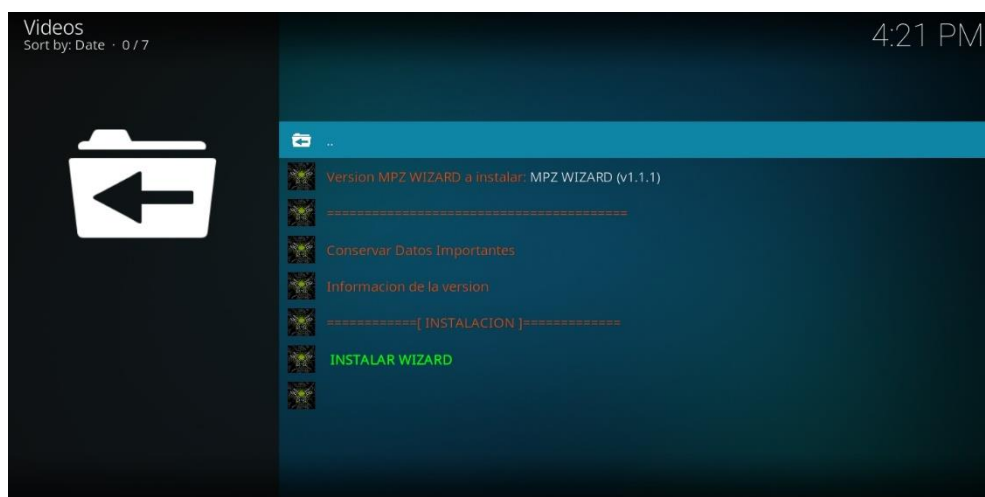 Videos
Sort by: Date · 0 / 7
4:21 PM
..
Version MPZ WIZARD a instalar: MPZ WIZARD (v1.1.1)
========================================
Conservar Datos Importantes
Informacion de la version
============[ INSTALACION ]=============
INSTALAR WIZARD